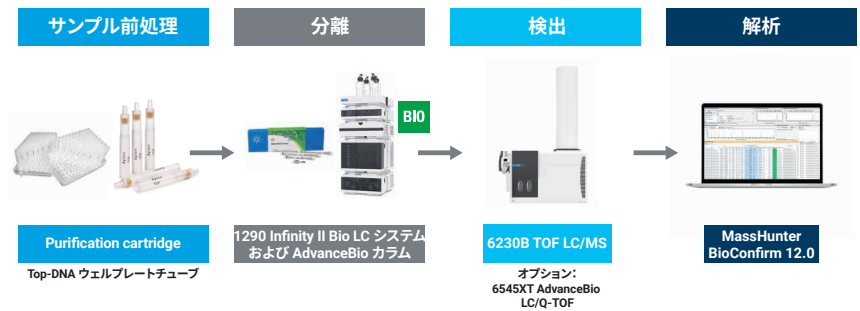 サンプル前処理
分離
検出
解析
BIO
Purification cartridge
Top-DNA ウェルプレートチューブ
1290 Infinity II Bio LC システム
および AdvanceBio カラム
6230B TOF LC/MS
オプション：
6545XT AdvanceBio
LC/Q-TOF
MassHunter
BioConfirm 12.0